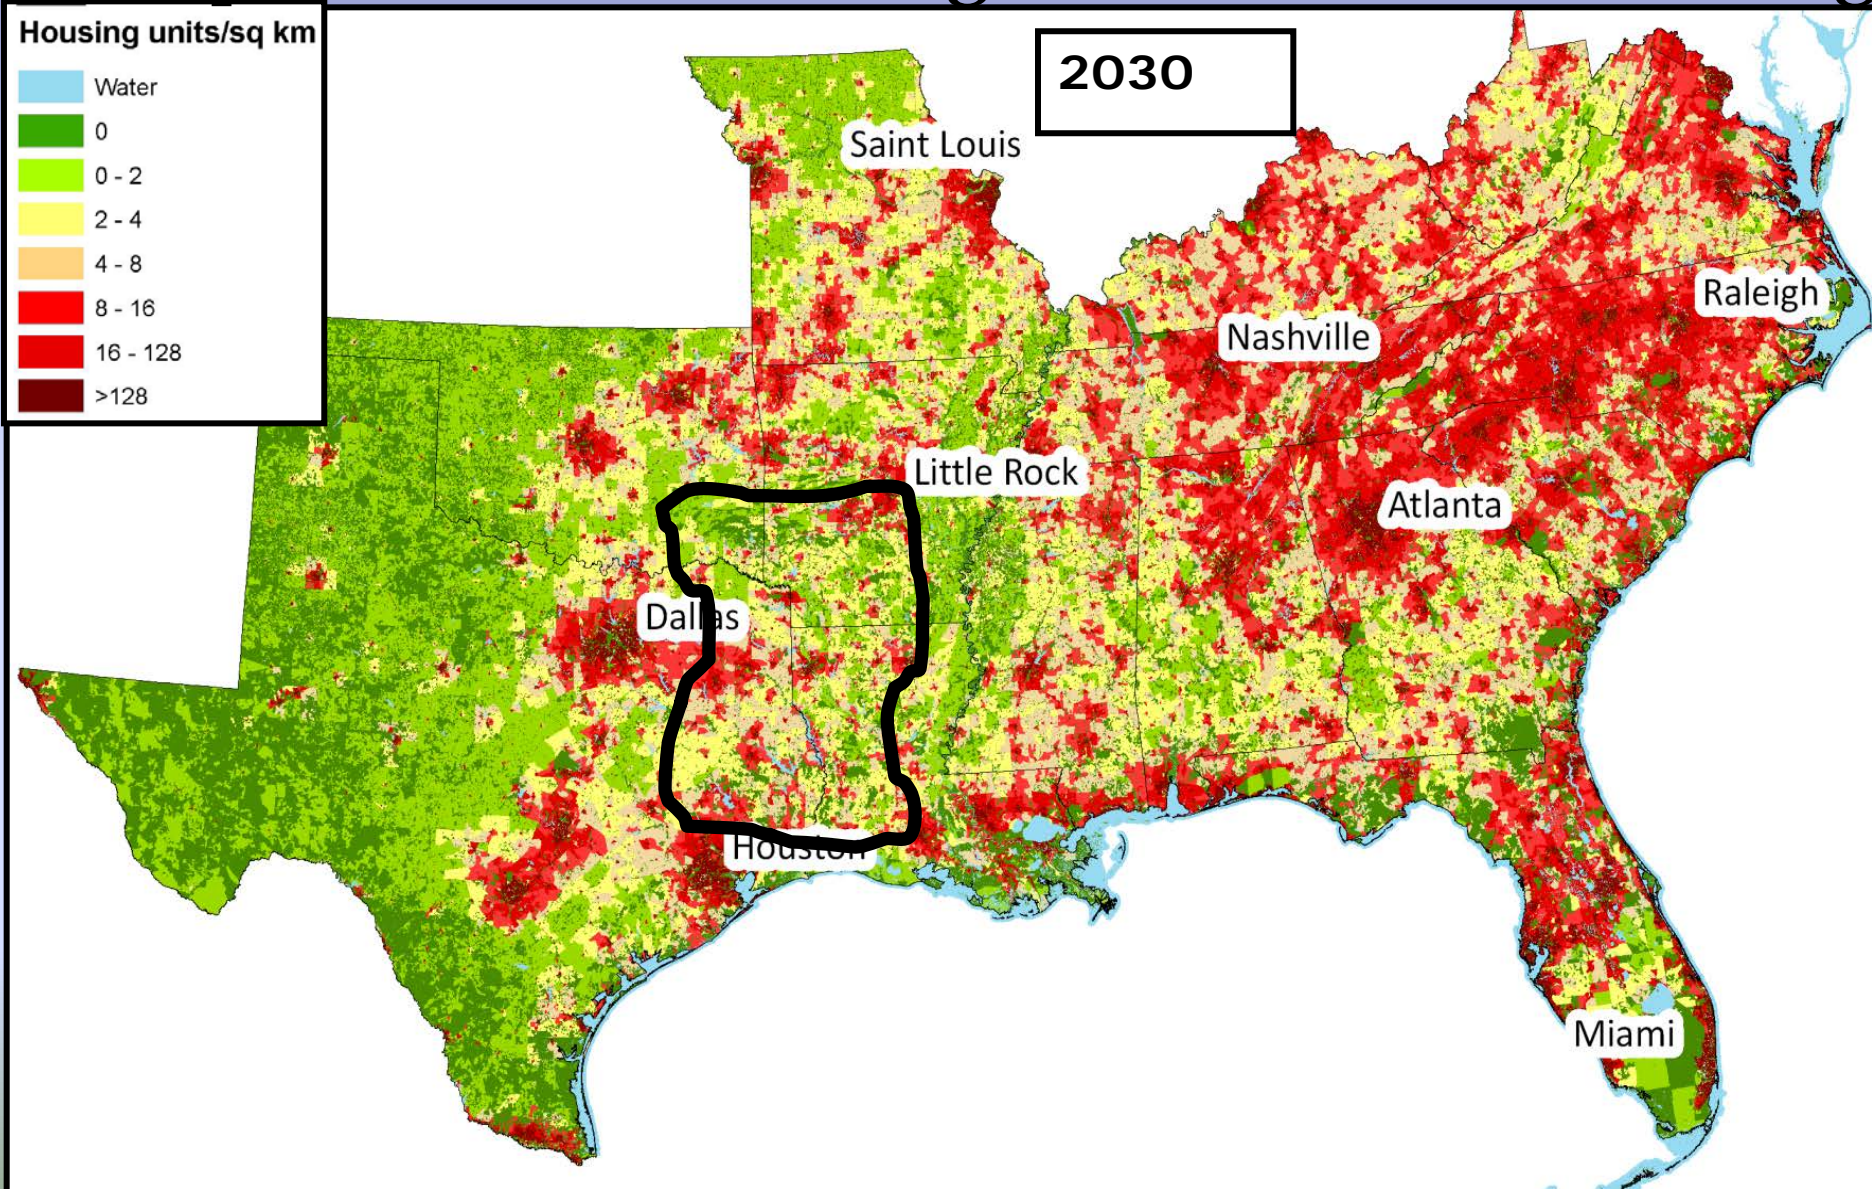 Housing units/sq km
Water
0
0 - 2
2 - 4
4 - 8
8 - 16
16 - 128
>128
2030
Saint Louis
Raleigh
Nashville
Little Rock
Atlanta
Dallas
Houston
Miami